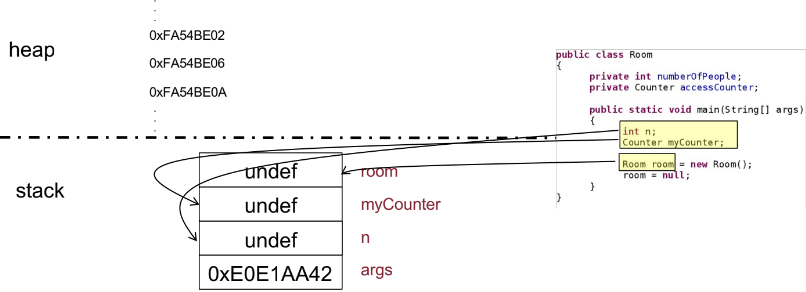 heap
0xFA54BE02
0xFA54BE06
0xFA54BE0A
public class Room
{
private int numberOfPeople;
private Counter accessCounter;
public static void main(String[] args)
{
int n;
Counter myCounter;
Room room = new Room();
room = null;
}
}
stack
undef room
undef myCounter
undef n
0xE0E1AA42 args